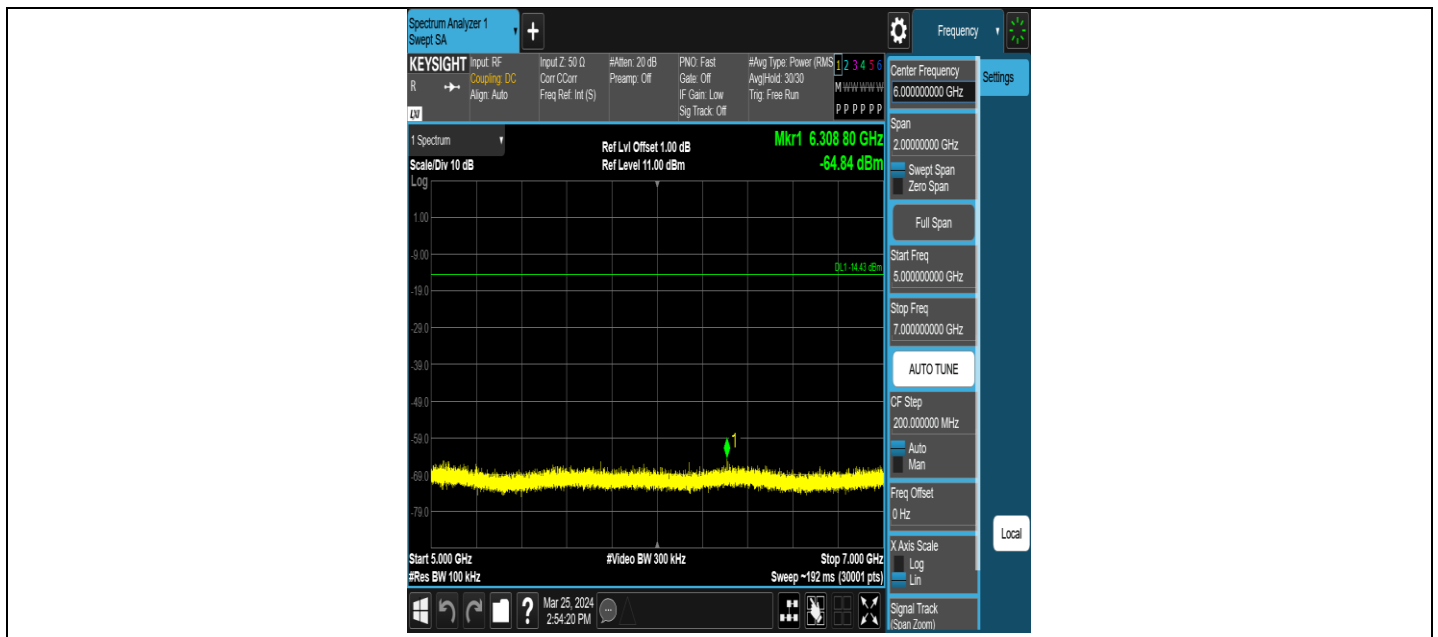 Spectrum Analyzer 1
Swept SA
+
Frequency
KEYSIGHT
R
LXI
Input: RF
Coupling: DC
Align: Auto
Input Z: 50 Ω
Corr CCorr
Freq Ref: Int (S)
#Atten: 20 dB
Preamp: Off
PNO: Fast
Gate: Off
IF Gain: Low
Sig Track: Off
#Avg Type: Power (RMS
Avg|Hold: 30/30
Trig: Free Run
1 2 3 4 5 6
M W W W W W
P P P P P P
Center Frequency
6.000000000 GHz
Settings
Span
2.00000000 GHz
Swept Span
Zero Span
Full Span
Start Freq
5.000000000 GHz
Stop Freq
7.000000000 GHz
AUTO TUNE
CF Step
200.000000 MHz
Auto
Man
Freq Offset
0 Hz
X Axis Scale
Log
Lin
Signal Track
(Span Zoom)
Local
1 Spectrum
Scale/Div 10 dB
Log
Ref Lvl Offset 1.00 dB
Ref Level 11.00 dBm
Mkr1 6.308 80 GHz
-64.84 dBm
1.00
-9.00
DL1 -14.43 dBm
-19.0
-29.0
-39.0
-49.0
-59.0
1
-69.0
-79.0
Start 5.000 GHz
#Video BW 300 kHz
Stop 7.000 GHz
#Res BW 100 kHz
Sweep ~192 ms (30001 pts)
?
Mar 25, 2024
2:54:20 PM